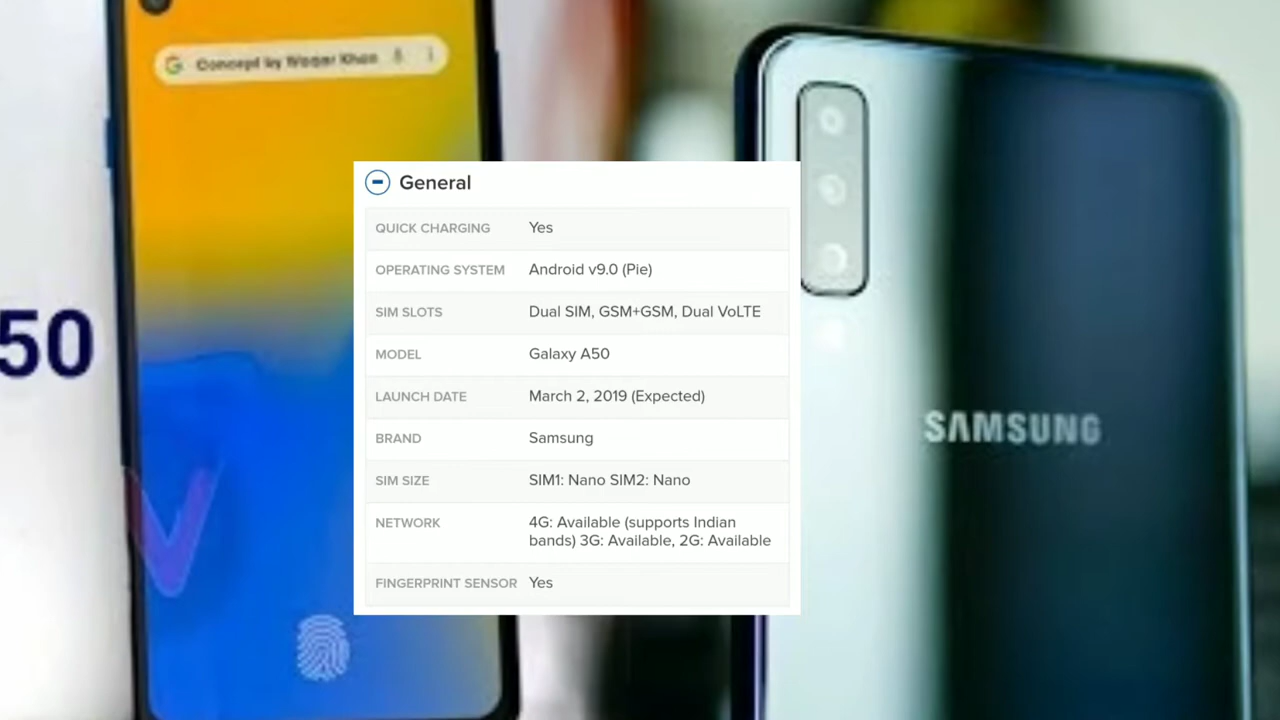 Concept by Waqar Khan
50
General
QUICK CHARGING Yes
OPERATING SYSTEM Android v9.0 (Pie)
SIM SLOTS Dual SIM, GSM+GSM, Dual VoLTE
MODEL Galaxy A50
LAUNCH DATE March 2, 2019 (Expected)
BRAND Samsung
SIM SIZE SIM1: Nano SIM2: Nano
NETWORK 4G: Available (supports Indian
bands) 3G: Available, 2G: Available
FINGERPRINT SENSOR Yes
SAMSUNG